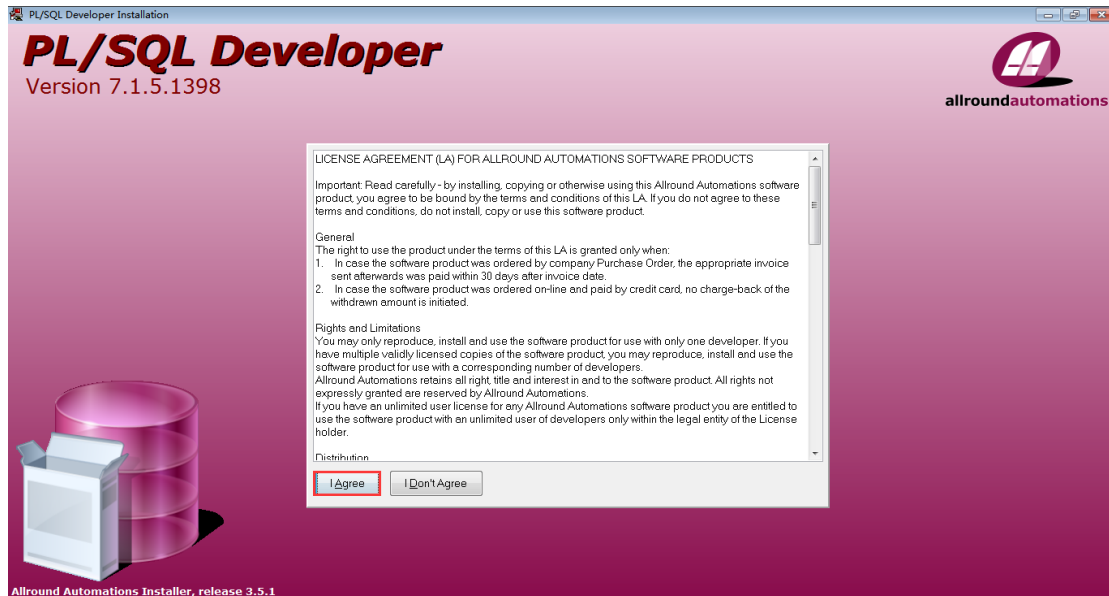 PL/SQL Developer Installation
PL/SQL Developer
Version 7.1.5.1398
allroundautomations
LICENSE AGREEMENT (LA) FOR ALLROUND AUTOMATIONS SOFTWARE PRODUCTS
Important: Read carefully - by installing, copying or otherwise using this Allround Automations software
product, you agree to be bound by the terms and conditions of this LA. If you do not agree to these
terms and conditions, do not install, copy or use this software product.
General
The right to use the product under the terms of this LA is granted only when:
1. In case the software product was ordered by company Purchase Order, the appropriate invoice
sent afterwards was paid within 30 days after invoice date.
2. In case the software product was ordered on-line and paid by credit card, no charge-back of the
withdrawn amount is initiated.
Rights and Limitations
You may only reproduce, install and use the software product for use with only one developer. If you
have multiple validly licensed copies of the software product, you may reproduce, install and use the
software product for use with a corresponding number of developers.
Allround Automations retains all right, title and interest in and to the software product. All rights not
expressly granted are reserved by Allround Automations.
If you have an unlimited user license for any Allround Automations software product you are entitled to
use the software product with an unlimited user of developers only within the legal entity of the License
holder.
Distribution
I Agree
I Don't Agree
Allround Automations Installer, release 3.5.1